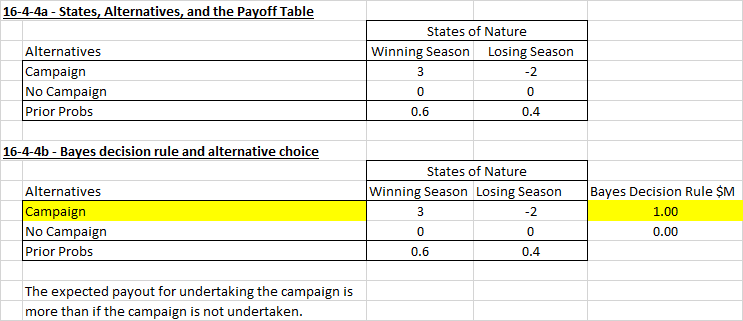 16-4-4a - States, Alternatives, and the Payoff Table
States of Nature
Alternatives Winning Season Losing Season
Campaign 3 -2
No Campaign 0 0
Prior Probs 0.6 0.4
16-4-4b - Bayes decision rule and alternative choice
States of Nature
Alternatives Winning Season Losing Season Bayes Decision Rule $M
Campaign 3 -2 1.00
No Campaign 0 0 0.00
Prior Probs 0.6 0.4
The expected payout for undertaking the campaign is
more than if the campaign is not undertaken.